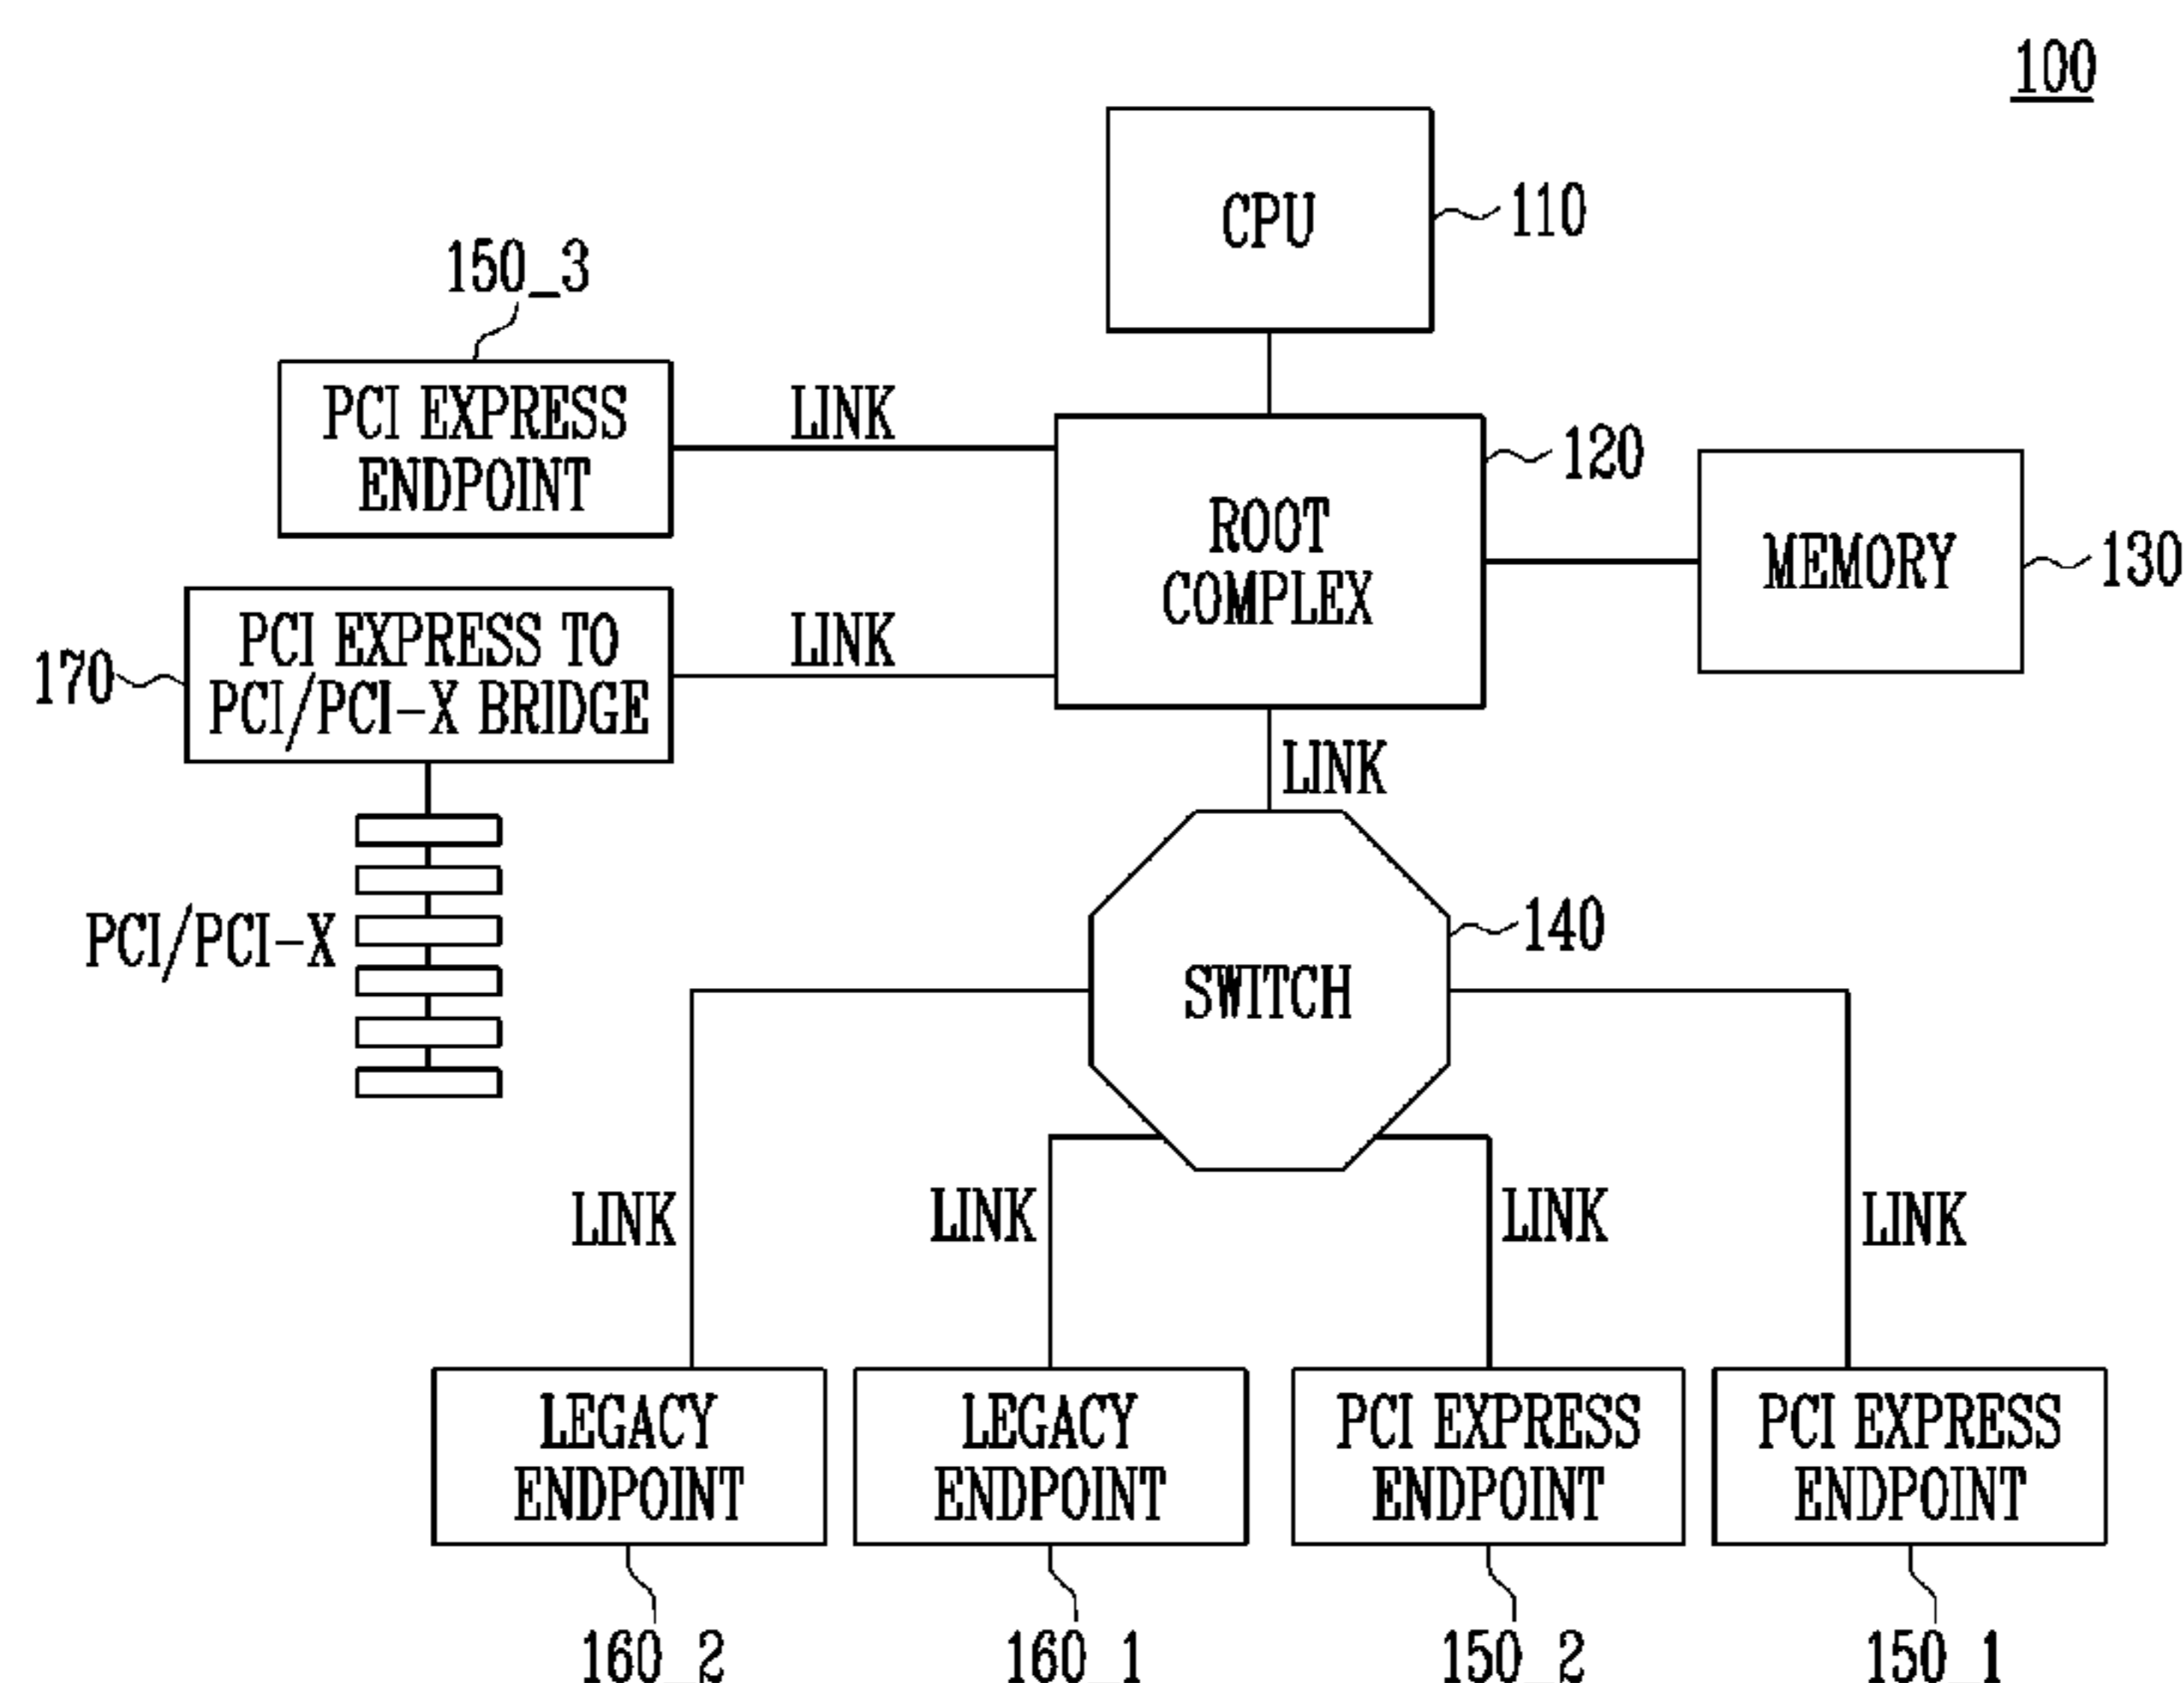 100
CPU
110
150_3
PCI EXPRESS
ENDPOINT
LINK
120
ROOT
COMPLEX
MEMORY
130
170
PCI EXPRESS TO
PCI/PCI-X BRIDGE
LINK
LINK
PCI/PCI-X
140
SWITCH
LINK
LINK
LINK
LINK
LEGACY
ENDPOINT
LEGACY
ENDPOINT
PCI EXPRESS
ENDPOINT
PCI EXPRESS
ENDPOINT
160_2
160_1
150_2
150_1